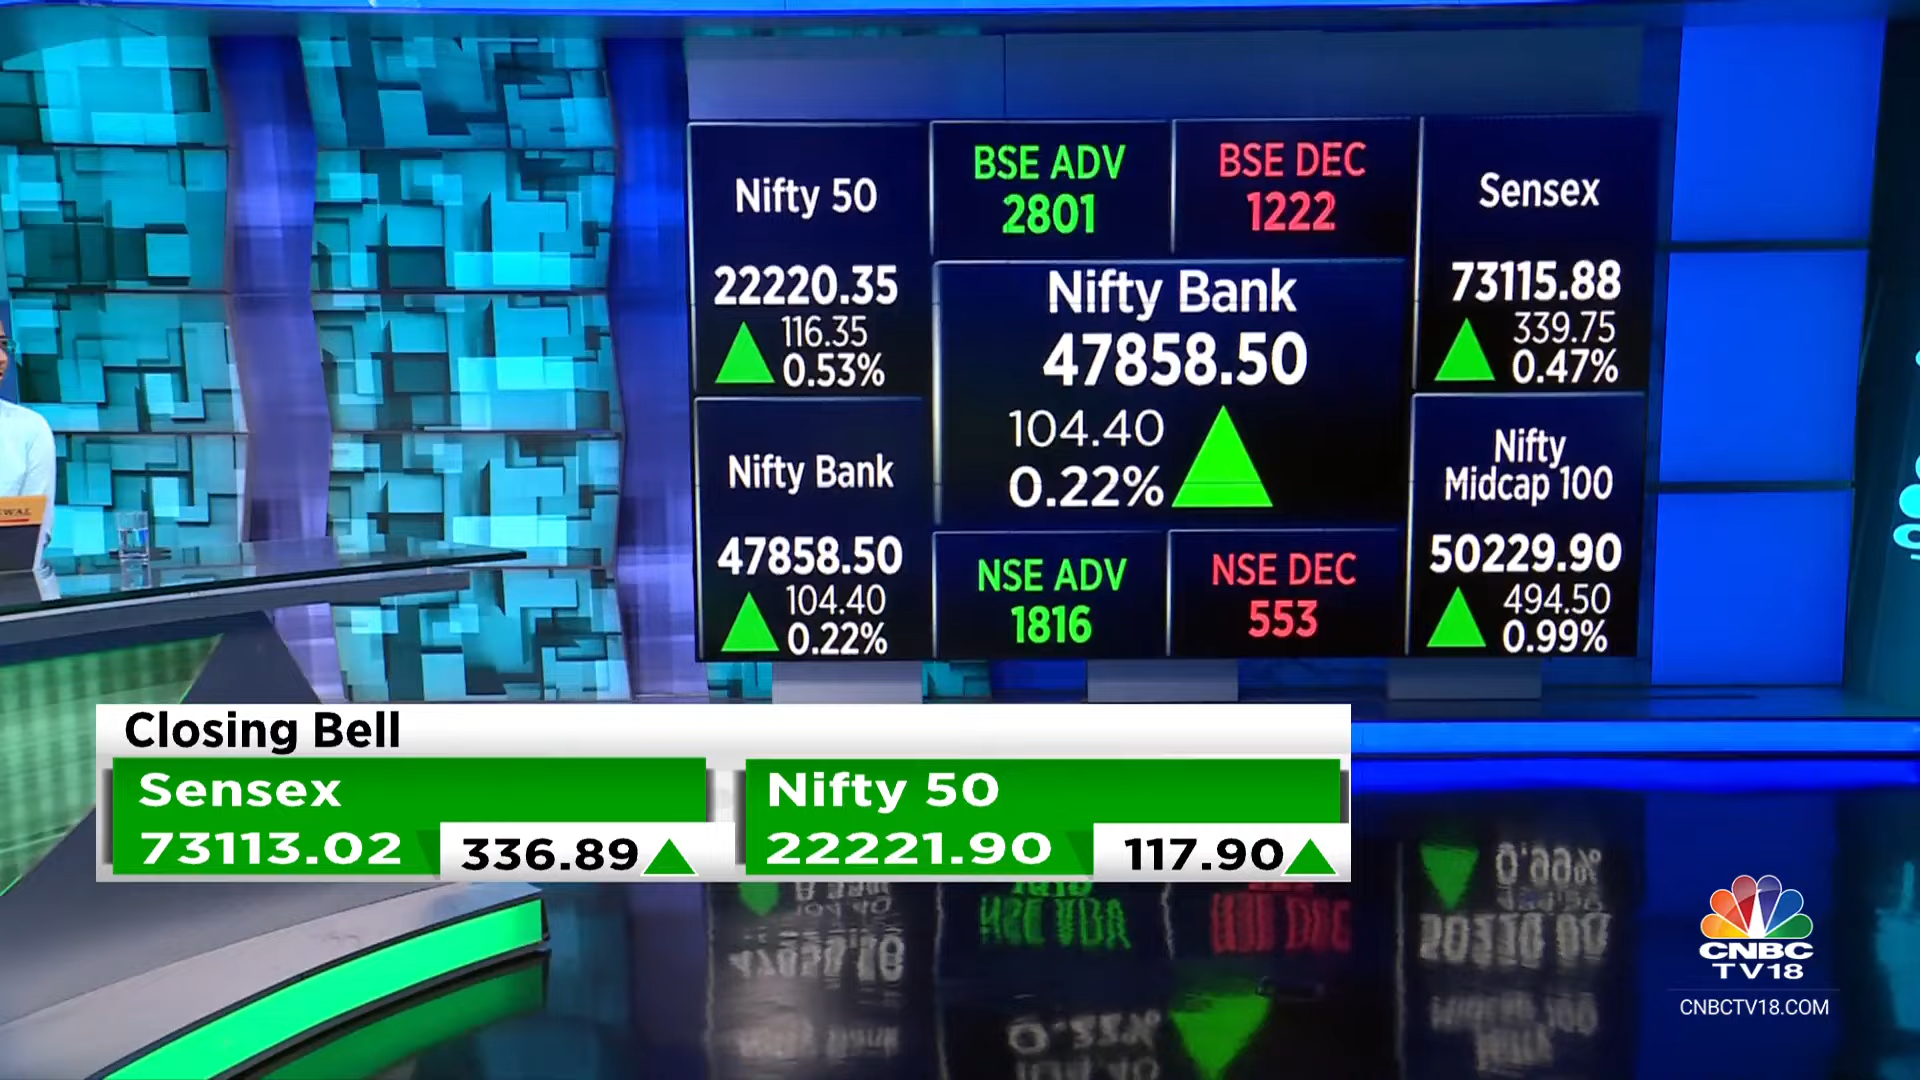 Nifty 50
22220.35
116.35
0.53%
BSE ADV
2801
BSE DEC
1222
Sensex
73115.88
339.75
0.47%
Nifty Bank
47858.50
104.40
0.22%
Nifty Bank
47858.50
104.40
0.22%
Nifty
Midcap 100
50229.90
494.50
0.99%
NSE ADV
1816
NSE DEC
553
Closing Bell
Sensex
73113.02
336.89
Nifty 50
22221.90
117.90
CNBC
TV18
CNBCTV18.COM